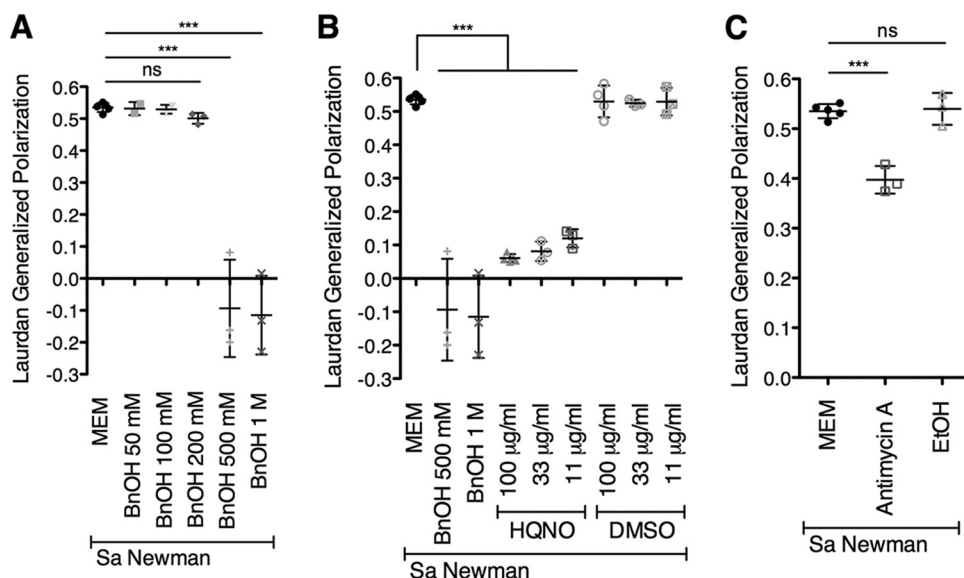 A
***
***
ns
Laurdan Generalized Polarization
0.6
0.5
0.4
0.3
0.2
0.1
0.0
-0.1
-0.2
-0.3
MEM
BnOH 50 mM
BnOH 100 mM
BnOH 200 mM
BnOH 500 mM
BnOH 1 M
Sa Newman
B
***
Laurdan Generalized Polarization
0.6
0.5
0.4
0.3
0.2
0.1
0.0
-0.1
-0.2
-0.3
MEM
BnOH 500 mM
BnOH 1 M
100 µg/ml
33 µg/ml
11 µg/ml
100 µg/ml
33 µg/ml
11 µg/ml
HQNO
DMSO
Sa Newman
C
ns
***
Laurdan Generalized Polarization
0.6
0.5
0.4
0.3
0.2
0.1
0.0
MEM
Antimycin A
EtOH
Sa Newman